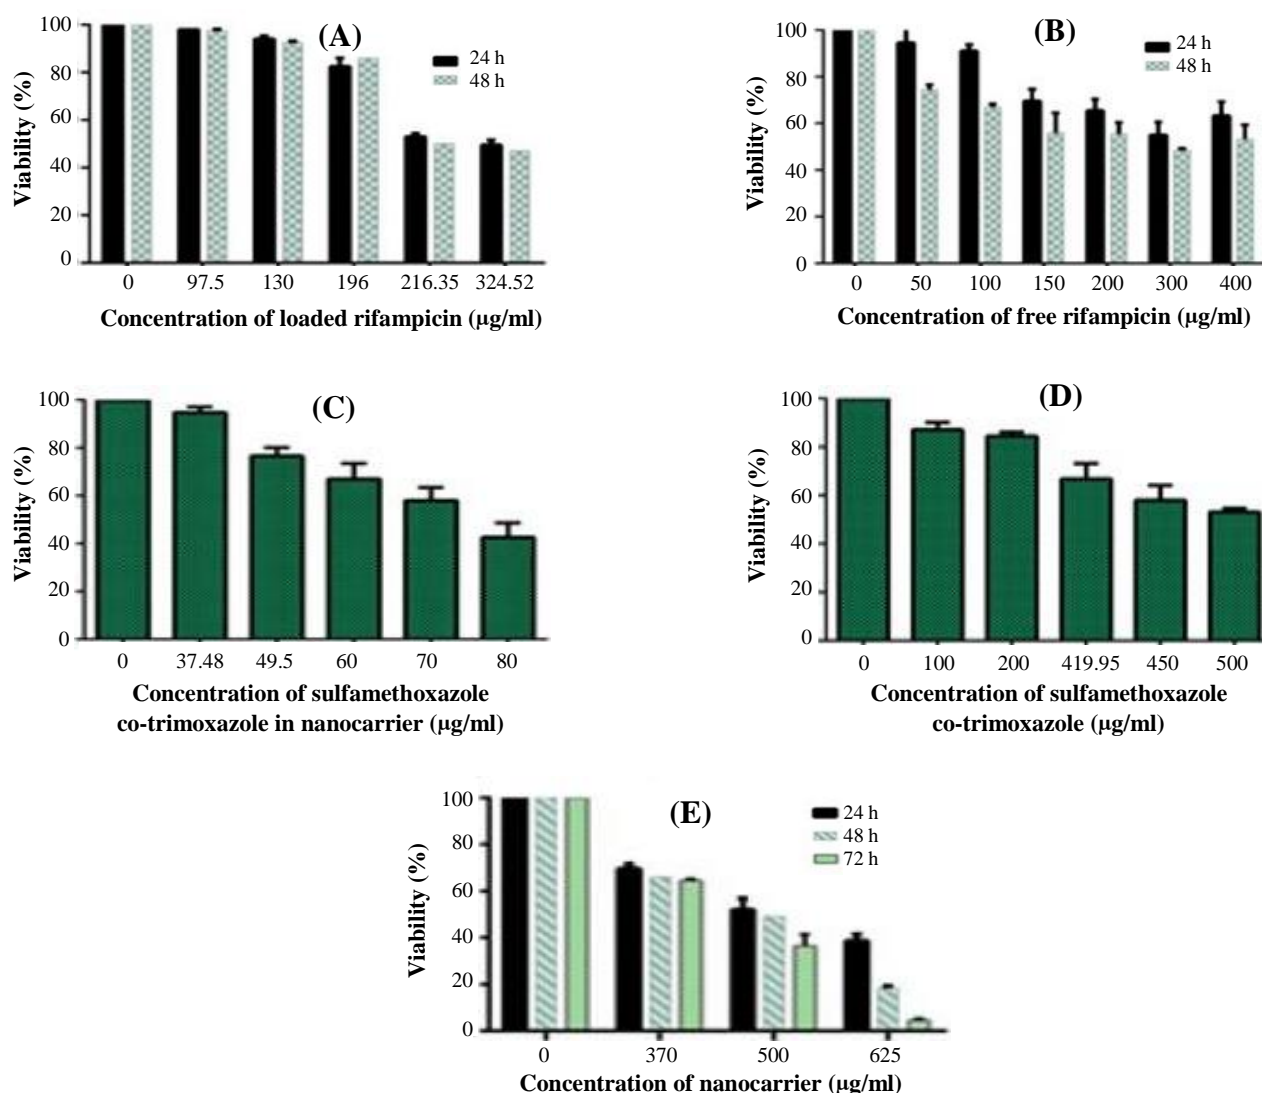 (A)
24 h
48 h
Viability (%)
100
80
60
40
20
0
0 97.5 130 196 216.35 324.52
Concentration of loaded rifampicin (µg/ml)
(B)
24 h
48 h
Viability (%)
100
80
60
40
20
0
0 50 100 150 200 300 400
Concentration of free rifampicin (µg/ml)
(C)
Viability (%)
100
80
60
40
20
0
0 37.48 49.5 60 70 80
Concentration of sulfamethoxazole
co-trimoxazole in nanocarrier (µg/ml)
(D)
Viability (%)
100
80
60
40
20
0
0 100 200 419.95 450 500
Concentration of sulfamethoxazole
co-trimoxazole (µg/ml)
(E)
24 h
48 h
72 h
Viability (%)
100
80
60
40
20
0
0 370 500 625
Concentration of nanocarrier (µg/ml)